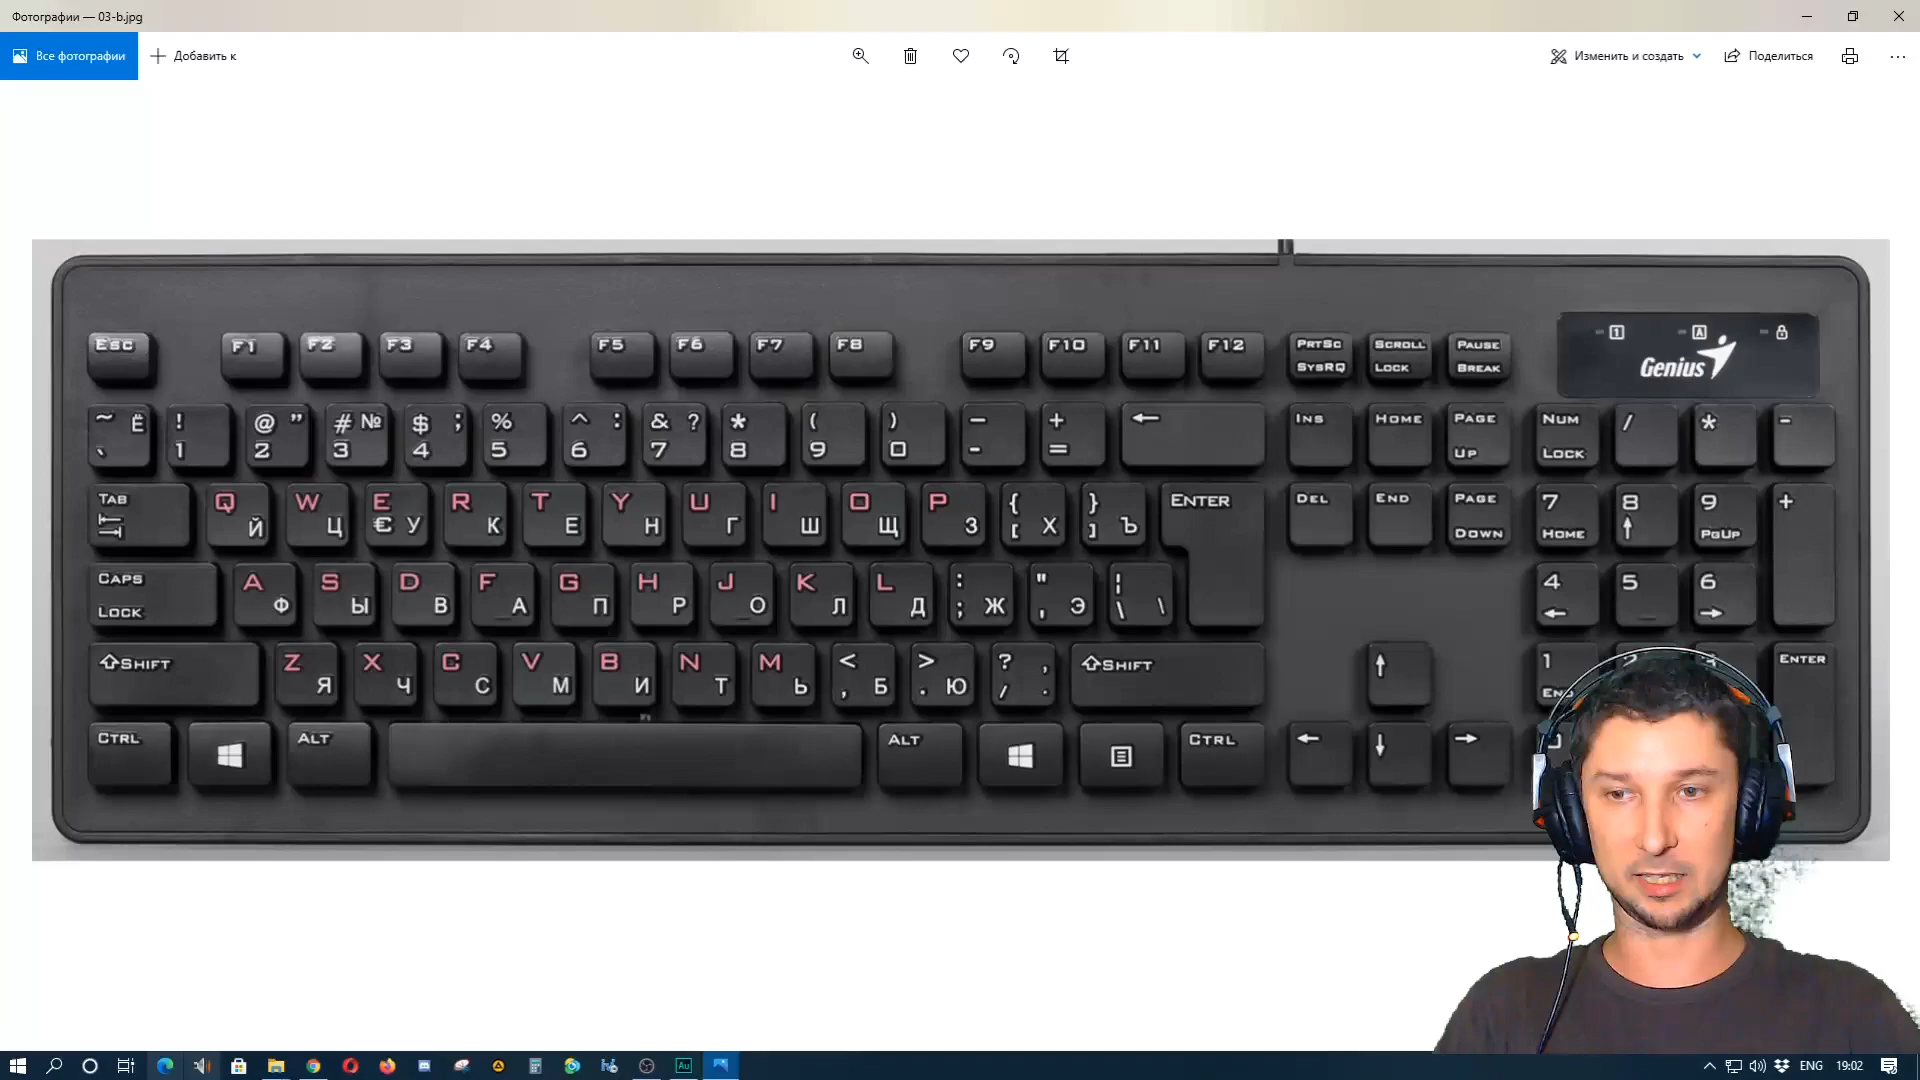 Фотографии — 03-b.jpg
Все фотографии
Добавить к
Изменить и создать
Поделиться
Esc F1 F2 F3 F4 F5 F6 F7 F8 F9 F10 F11 F12 PrtSc SysRQ Scroll Lock Pause Break
1 A
Genius
~ ` Ё ! 1 @ " 2 # № 3 $ ; 4 % 5 ^ : 6 & ? 7 * 8 ( 9 ) 0 – - + = ← Ins Home Page Up Num Lock / * -
Tab Q Й W Ц E € У R К T Е Y Н U Г I Ш O Щ P З { [ Х } ] Ъ Enter Del End Page Down 7 Home 8 ↑ 9 PgUp +
Caps Lock A Ф S Ы D В F А G П H Р J О K Л L Д : ; Ж " ' Э ¦ \ \ 4 ← 5 6 →
Shift Z Я X Ч C С V М B И N Т M Ь < , Б > . Ю ? / , . Shift ↑ 1 End Enter
Ctrl Alt Alt Ctrl ← ↓ →
Au
ENG
19:02